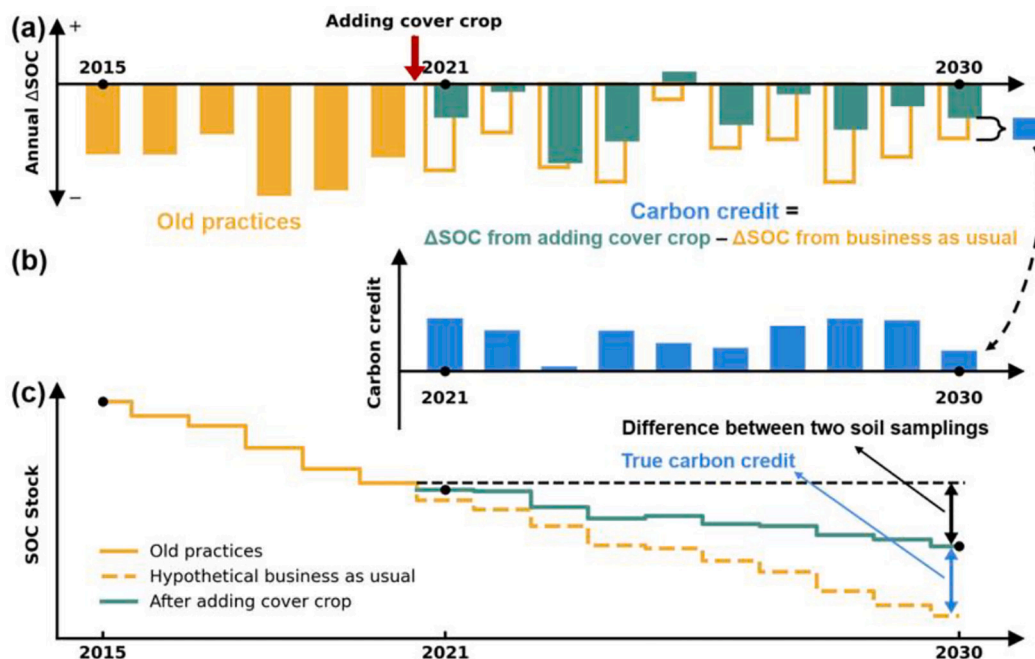 (a)
+
Annual ΔSOC
−
Adding cover crop
2015
2021
2030
Old practices
Carbon credit =
ΔSOC from adding cover crop – ΔSOC from business as usual
(b)
Carbon credit
2021
2030
(c)
SOC Stock
Difference between two soil samplings
True carbon credit
Old practices
Hypothetical business as usual
After adding cover crop
2015
2021
2030